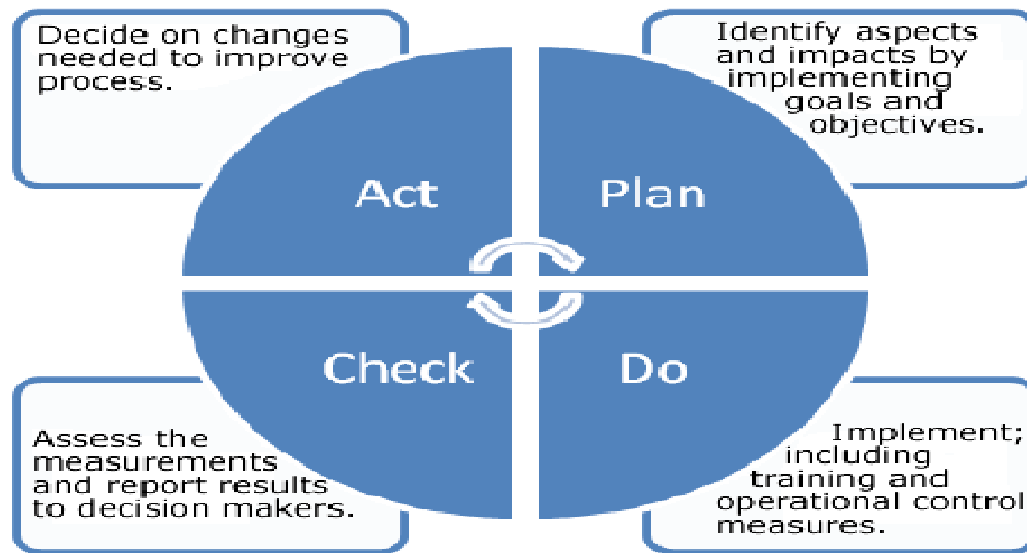 Decide on changes
needed to improve
process.
Identify aspects
and impacts by
implementing
goals and
objectives.
Act
Plan
Check
Do
Assess the
measurements
and report results
to decision makers.
Implement;
including
training and
operational control
measures.